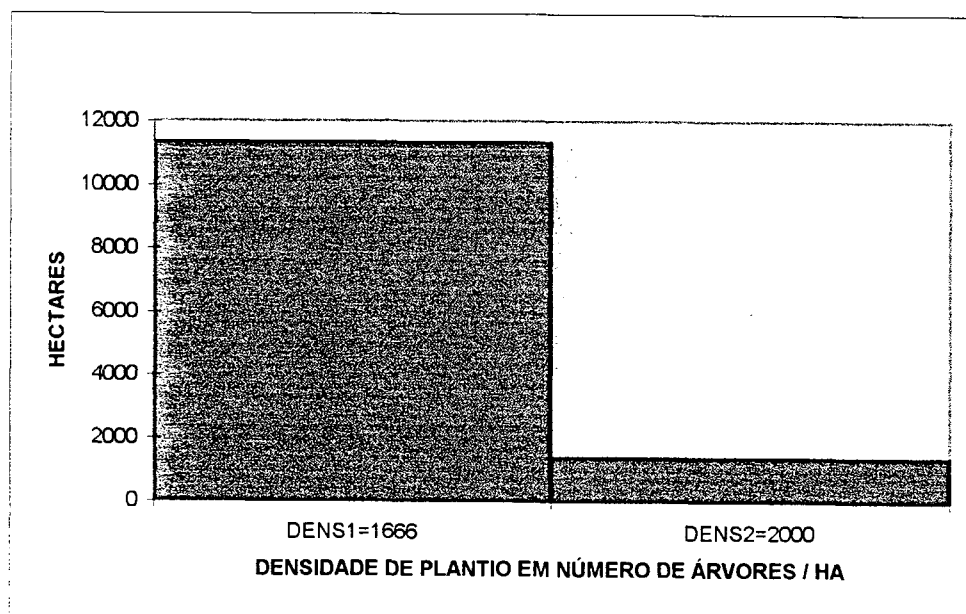 12000
10000
8000
6000
4000
2000
0
HECTARES
DENS1=1666
DENS2=2000
DENSIDADE DE PLANTIO EM NÚMERO DE ÁRVORES / HA